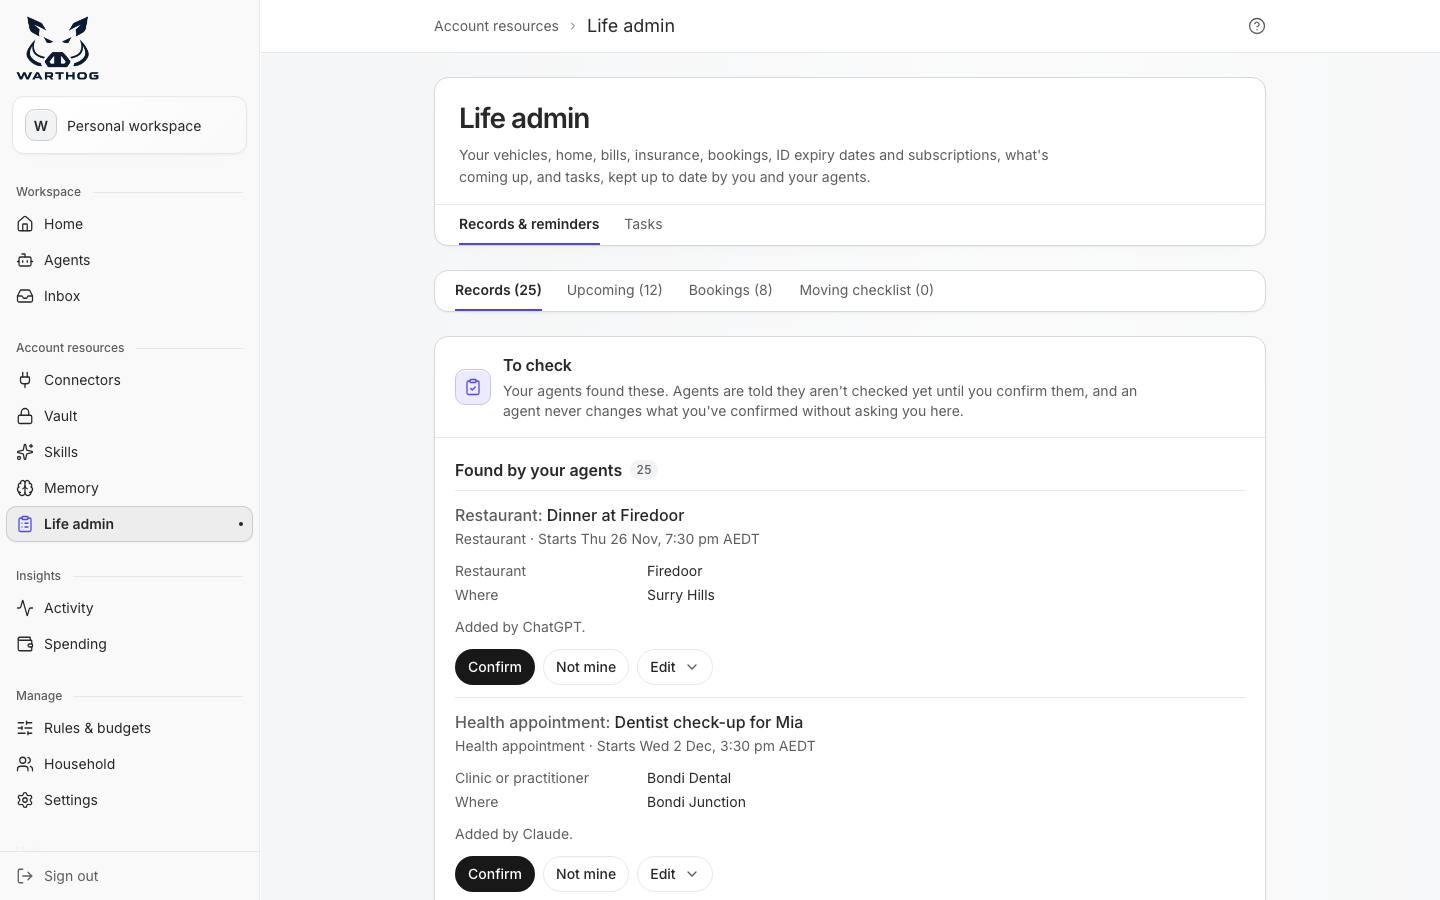 WARTHOG
W Personal workspace
Workspace
Home
Agents
Inbox
Account resources
Connectors
Vault
Skills
Memory
Life admin
Insights
Activity
Spending
Manage
Rules & budgets
Household
Settings
Sign out
Account resources › Life admin
Life admin
Your vehicles, home, bills, insurance, bookings, ID expiry dates and subscriptions, what's
coming up, and tasks, kept up to date by you and your agents.
Records & reminders Tasks
Records (25) Upcoming (12) Bookings (8) Moving checklist (0)
To check
Your agents found these. Agents are told they aren't checked yet until you confirm them, and an
agent never changes what you've confirmed without asking you here.
Found by your agents 25
Restaurant: Dinner at Firedoor
Restaurant · Starts Thu 26 Nov, 7:30 pm AEDT
Restaurant Firedoor
Where Surry Hills
Added by ChatGPT.
Confirm Not mine Edit
Health appointment: Dentist check-up for Mia
Health appointment · Starts Wed 2 Dec, 3:30 pm AEDT
Clinic or practitioner Bondi Dental
Where Bondi Junction
Added by Claude.
Confirm Not mine Edit